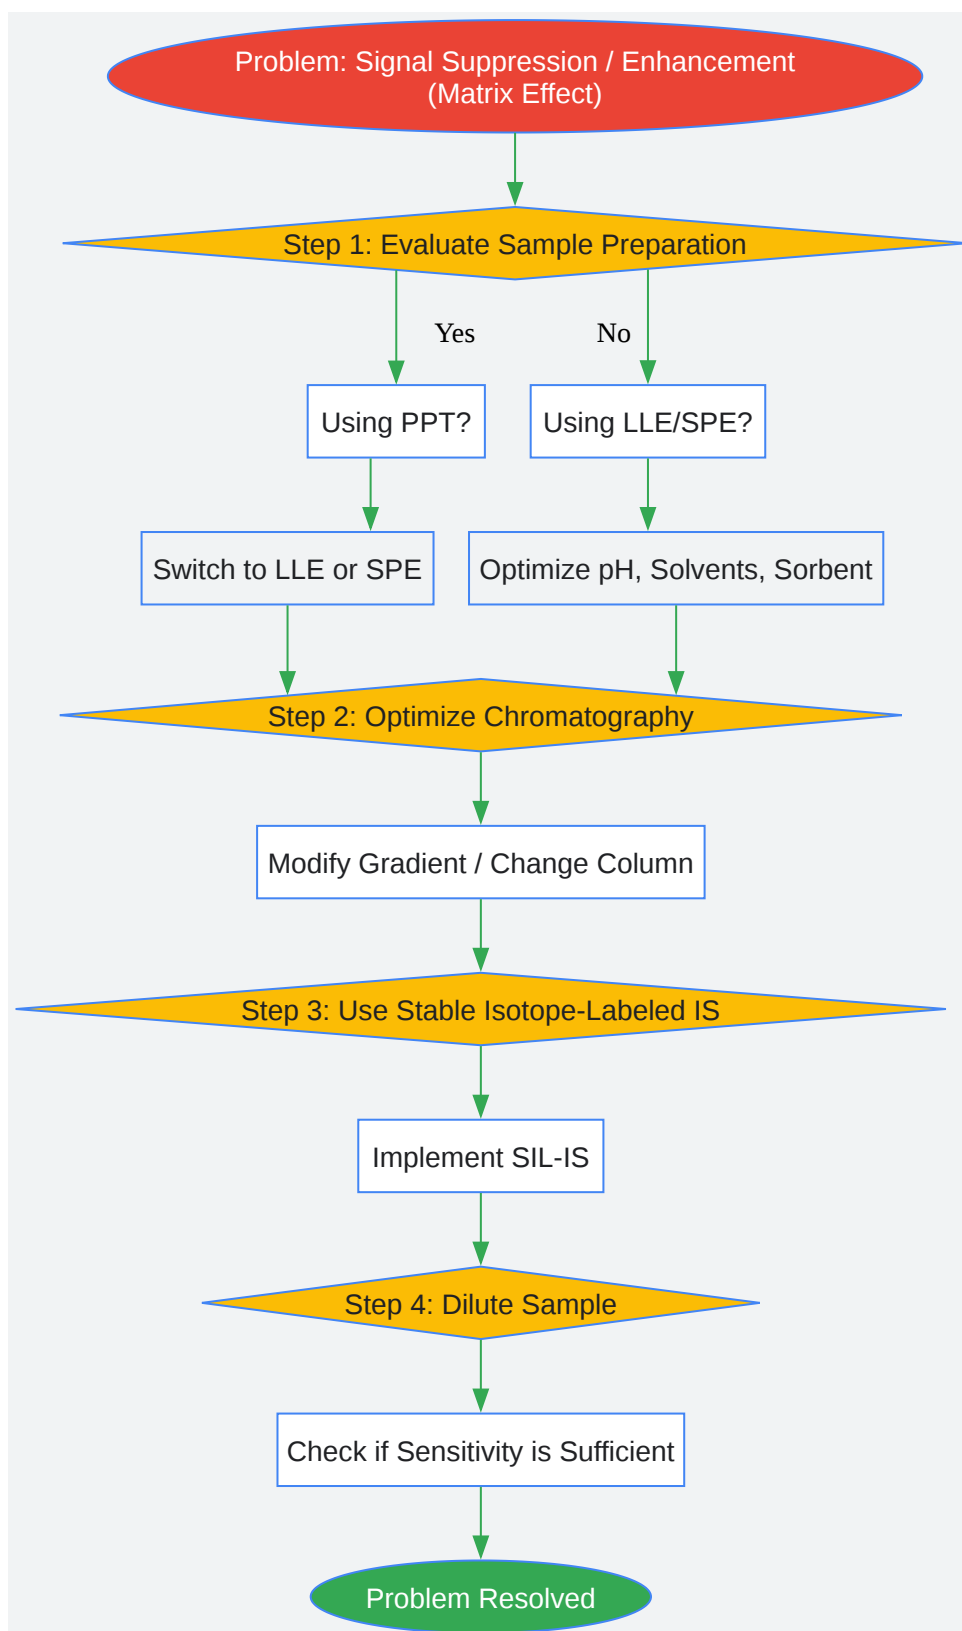 Problem: Signal Suppression / Enhancement
(Matrix Effect)
Step 1: Evaluate Sample Preparation
Yes
No
Using PPT?
Using LLE/SPE?
Switch to LLE or SPE
Optimize pH, Solvents, Sorbent
Step 2: Optimize Chromatography
Modify Gradient / Change Column
Step 3: Use Stable Isotope-Labeled IS
Implement SIL-IS
Step 4: Dilute Sample
Check if Sensitivity is Sufficient
Problem Resolved